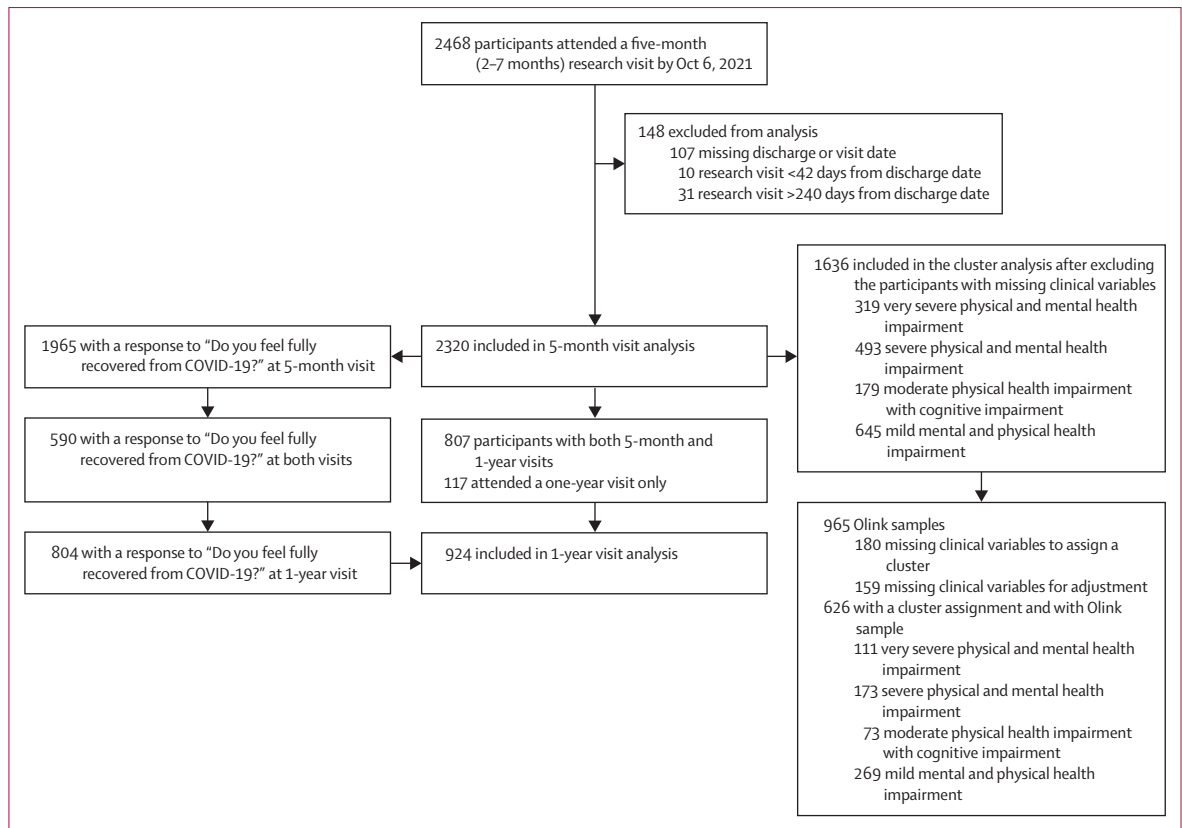 2468 participants attended a five-month
(2–7 months) research visit by Oct 6, 2021
148 excluded from analysis
107 missing discharge or visit date
10 research visit <42 days from discharge date
31 research visit >240 days from discharge date
1636 included in the cluster analysis after excluding
the participants with missing clinical variables
319 very severe physical and mental health
impairment
493 severe physical and mental health
impairment
179 moderate physical health impairment
with cognitive impairment
645 mild mental and physical health
impairment
1965 with a response to “Do you feel fully
recovered from COVID-19?” at 5-month visit
2320 included in 5-month visit analysis
590 with a response to “Do you feel fully
recovered from COVID-19?” at both visits
807 participants with both 5-month and
1-year visits
117 attended a one-year visit only
804 with a response to “Do you feel fully
recovered from COVID-19?” at 1-year visit
924 included in 1-year visit analysis
965 Olink samples
180 missing clinical variables to assign a
cluster
159 missing clinical variables for adjustment
626 with a cluster assignment and with Olink
sample
111 very severe physical and mental health
impairment
173 severe physical and mental health
impairment
73 moderate physical health impairment
with cognitive impairment
269 mild mental and physical health
impairment